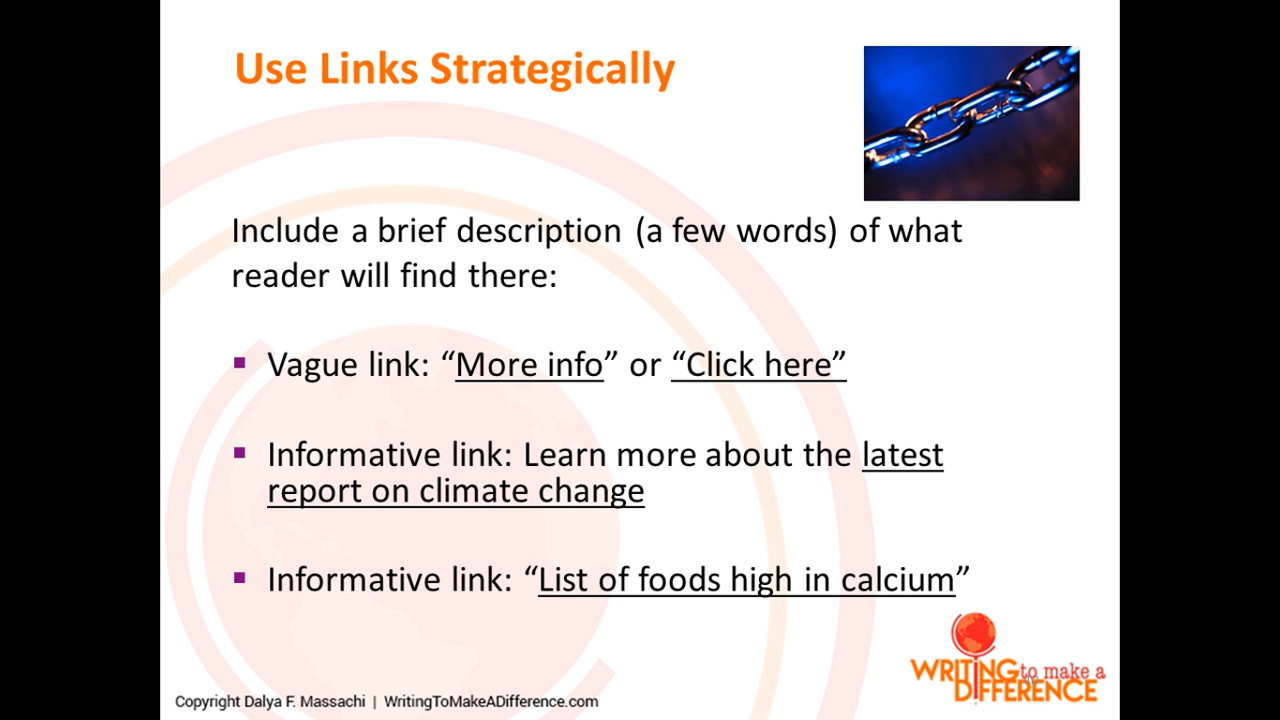 Use Links Strategically
Include a brief description (a few words) of what
reader will find there:
▪ Vague link: “More info” or “Click here”
▪ Informative link: Learn more about the latest
report on climate change
▪ Informative link: “List of foods high in calcium”
WRITING to make a
DIFFERENCE
Copyright Dalya F. Massachi | WritingToMakeADifference.com